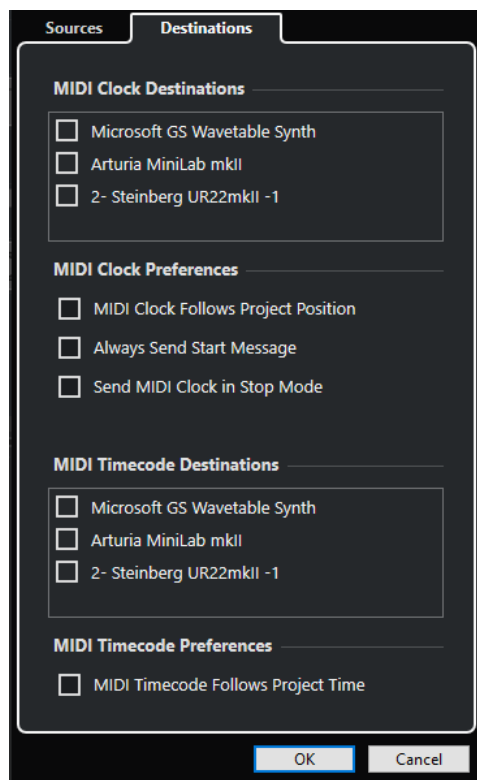 Sources
Destinations
MIDI Clock Destinations
Microsoft GS Wavetable Synth
Arturia MiniLab mkII
2- Steinberg UR22mkII -1
MIDI Clock Preferences
MIDI Clock Follows Project Position
Always Send Start Message
Send MIDI Clock in Stop Mode
MIDI Timecode Destinations
Microsoft GS Wavetable Synth
Arturia MiniLab mkII
2- Steinberg UR22mkII -1
MIDI Timecode Preferences
MIDI Timecode Follows Project Time
OK
Cancel